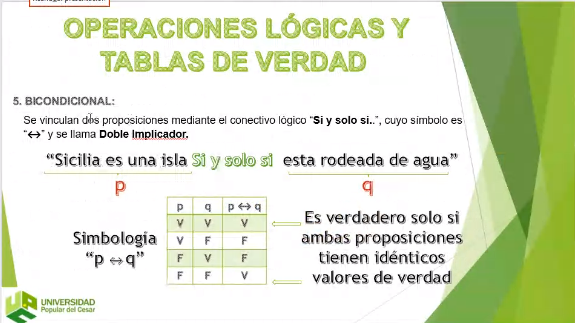 OPERACIONES LÓGICAS Y
TABLAS DE VERDAD
5. BICONDICIONAL:
Se vinculan dos proposiciones mediante el conectivo lógico “Si y solo si..”, cuyo símbolo es
“↔” y se llama Doble Implicador.
“Sicilia es una isla Si y solo si esta rodeada de agua”
p q
p q p ↔ q
V V V
V F F
F V F
F F V
Simbología
“p ↔ q”
Es verdadero solo si
ambas proposiciones
tienen idénticos
valores de verdad
UNIVERSIDAD
Popular del Cesar